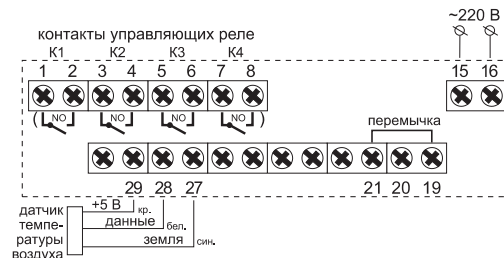 ~220 В
контакты управляющих реле
К1 К2 К3 К4
1 2 3 4 5 6 7 8 15 16
( NO NO NO NO )
перемычка
29 28 27 21 20 19
датчик
темпе-
ратуры
воздуха
+5 В кр.
данные бел.
земля син.